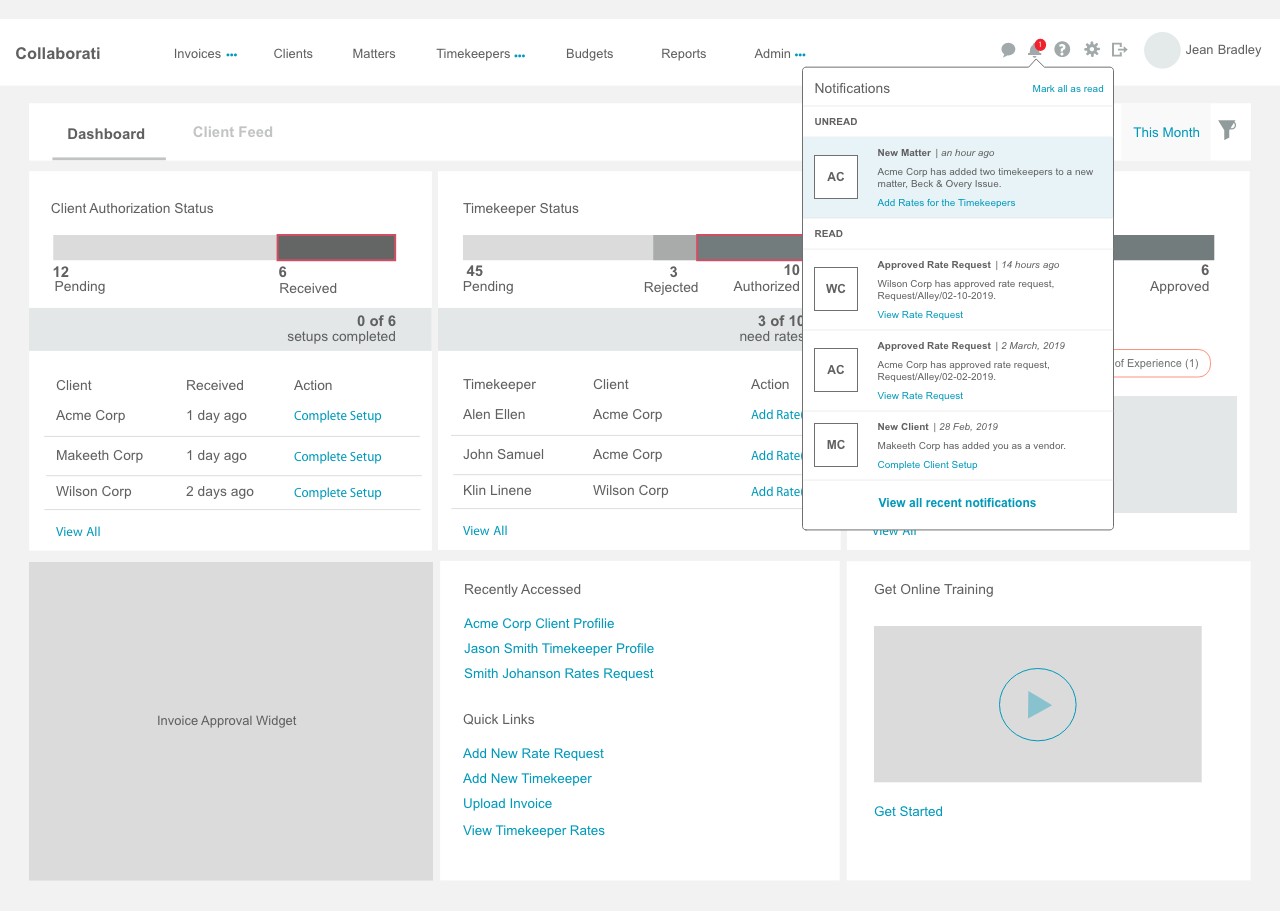 Collaborati
Invoices •••
Clients
Matters
Timekeepers •••
Budgets
Reports
Admin •••
1
?
Jean Bradley
Dashboard
Client Feed
This Month
Notifications
Mark all as read
UNREAD
AC
New Matter | an hour ago
Acme Corp has added two timekeepers to a new
matter, Beck & Overy Issue.
Add Rates for the Timekeepers
READ
WC
Approved Rate Request | 14 hours ago
Wilson Corp has approved rate request,
Request/Alley/02-10-2019.
View Rate Request
AC
Approved Rate Request | 2 March, 2019
Acme Corp has approved rate request,
Request/Alley/02-02-2019.
View Rate Request
MC
New Client | 28 Feb, 2019
Makeeth Corp has added you as a vendor.
Complete Client Setup
View all recent notifications
Client Authorization Status
12
Pending
6
Received
0 of 6
setups completed
Client Received Action
Acme Corp 1 day ago Complete Setup
Makeeth Corp 1 day ago Complete Setup
Wilson Corp 2 days ago Complete Setup
View All
Timekeeper Status
45
Pending
3
Rejected
10
Authorized
3 of 10
need rates
Timekeeper Client Action
Alen Ellen Acme Corp Add Rate
John Samuel Acme Corp Add Rate
Klin Linene Wilson Corp Add Rate
View All
6
Approved
of Experience (1)
View All
Invoice Approval Widget
Recently Accessed
Acme Corp Client Profilie
Jason Smith Timekeeper Profile
Smith Johanson Rates Request
Quick Links
Add New Rate Request
Add New Timekeeper
Upload Invoice
View Timekeeper Rates
Get Online Training
Get Started